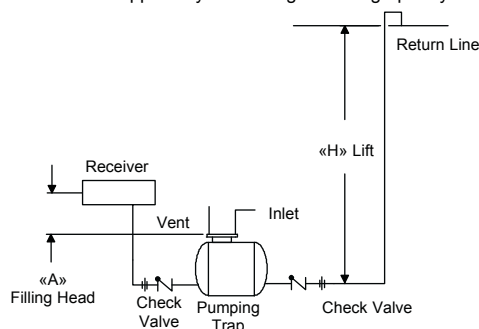 Return Line
«H» Lift
Receiver
Vent
Inlet
«A»
Filling Head
Check
Valve
Pumping
Trap
Check Valve